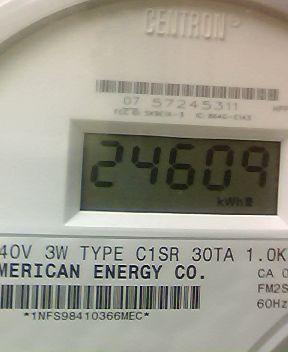 CENTRON
07 57245311
24609
kWh
40V 3W TYPE C1SR 30TA 1.0K
MERICAN ENERGY CO.
CA 0
FM2S
60Hz
*1NFS98410366MEC*